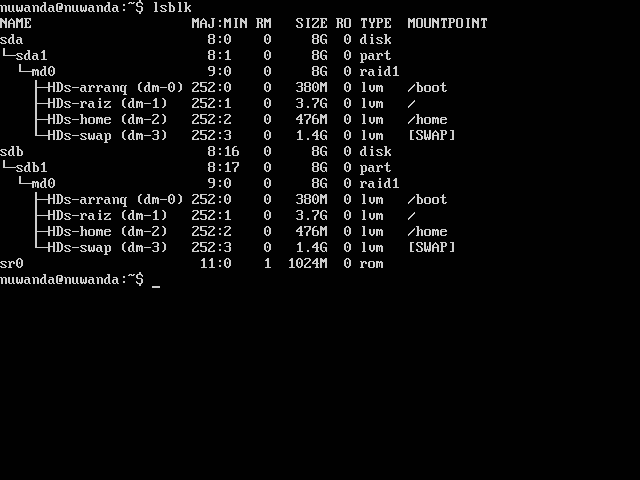 nuwanda@nuwanda:~$ lsblk
NAME                    MAJ:MIN RM   SIZE RO TYPE  MOUNTPOINT
sda                       8:0    0     8G  0 disk
└─sda1                    8:1    0     8G  0 part
  └─md0                   9:0    0     8G  0 raid1
    ├─HDs-arranq (dm-0) 252:0    0   380M  0 lvm   /boot
    ├─HDs-raiz (dm-1)   252:1    0   3.7G  0 lvm   /
    ├─HDs-home (dm-2)   252:2    0   476M  0 lvm   /home
    └─HDs-swap (dm-3)   252:3    0   1.4G  0 lvm   [SWAP]
sdb                       8:16   0     8G  0 disk
└─sdb1                    8:17   0     8G  0 part
  └─md0                   9:0    0     8G  0 raid1
    ├─HDs-arranq (dm-0) 252:0    0   380M  0 lvm   /boot
    ├─HDs-raiz (dm-1)   252:1    0   3.7G  0 lvm   /
    ├─HDs-home (dm-2)   252:2    0   476M  0 lvm   /home
    └─HDs-swap (dm-3)   252:3    0   1.4G  0 lvm   [SWAP]
sr0                      11:0    1  1024M  0 rom
nuwanda@nuwanda:~$ _